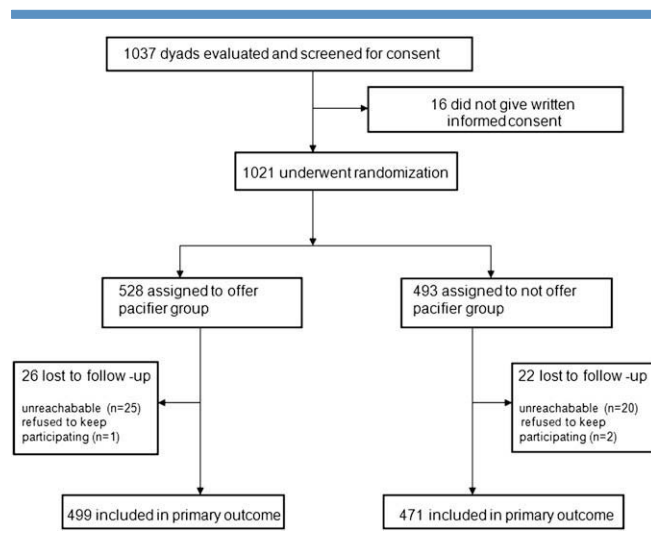 1037 dyads evaluated and screened for consent
16 did not give written
informed consent
1021 underwent randomization
528 assigned to offer
pacifier group
493 assigned to not offer
pacifier group
26 lost to follow -up
unreachabable (n=25)
refused to keep
participating (n=1)
22 lost to follow -up
unreachabable (n=20)
refused to keep
participating (n=2)
499 included in primary outcome
471 included in primary outcome